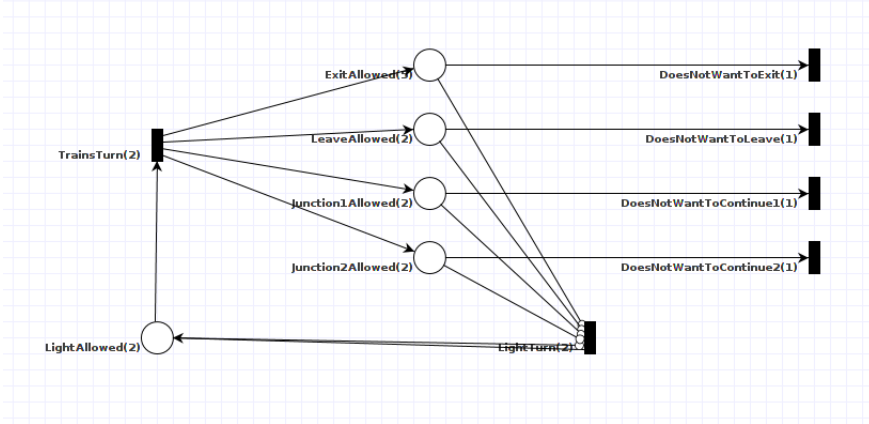 ExitAllowed(3)
DoesNotWantToExit(1)
LeaveAllowed(2)
DoesNotWantToLeave(1)
TrainsTurn(2)
Junction1Allowed(2)
DoesNotWantToContinue1(1)
Junction2Allowed(2)
DoesNotWantToContinue2(1)
LightAllowed(2)
LightTurn(2)